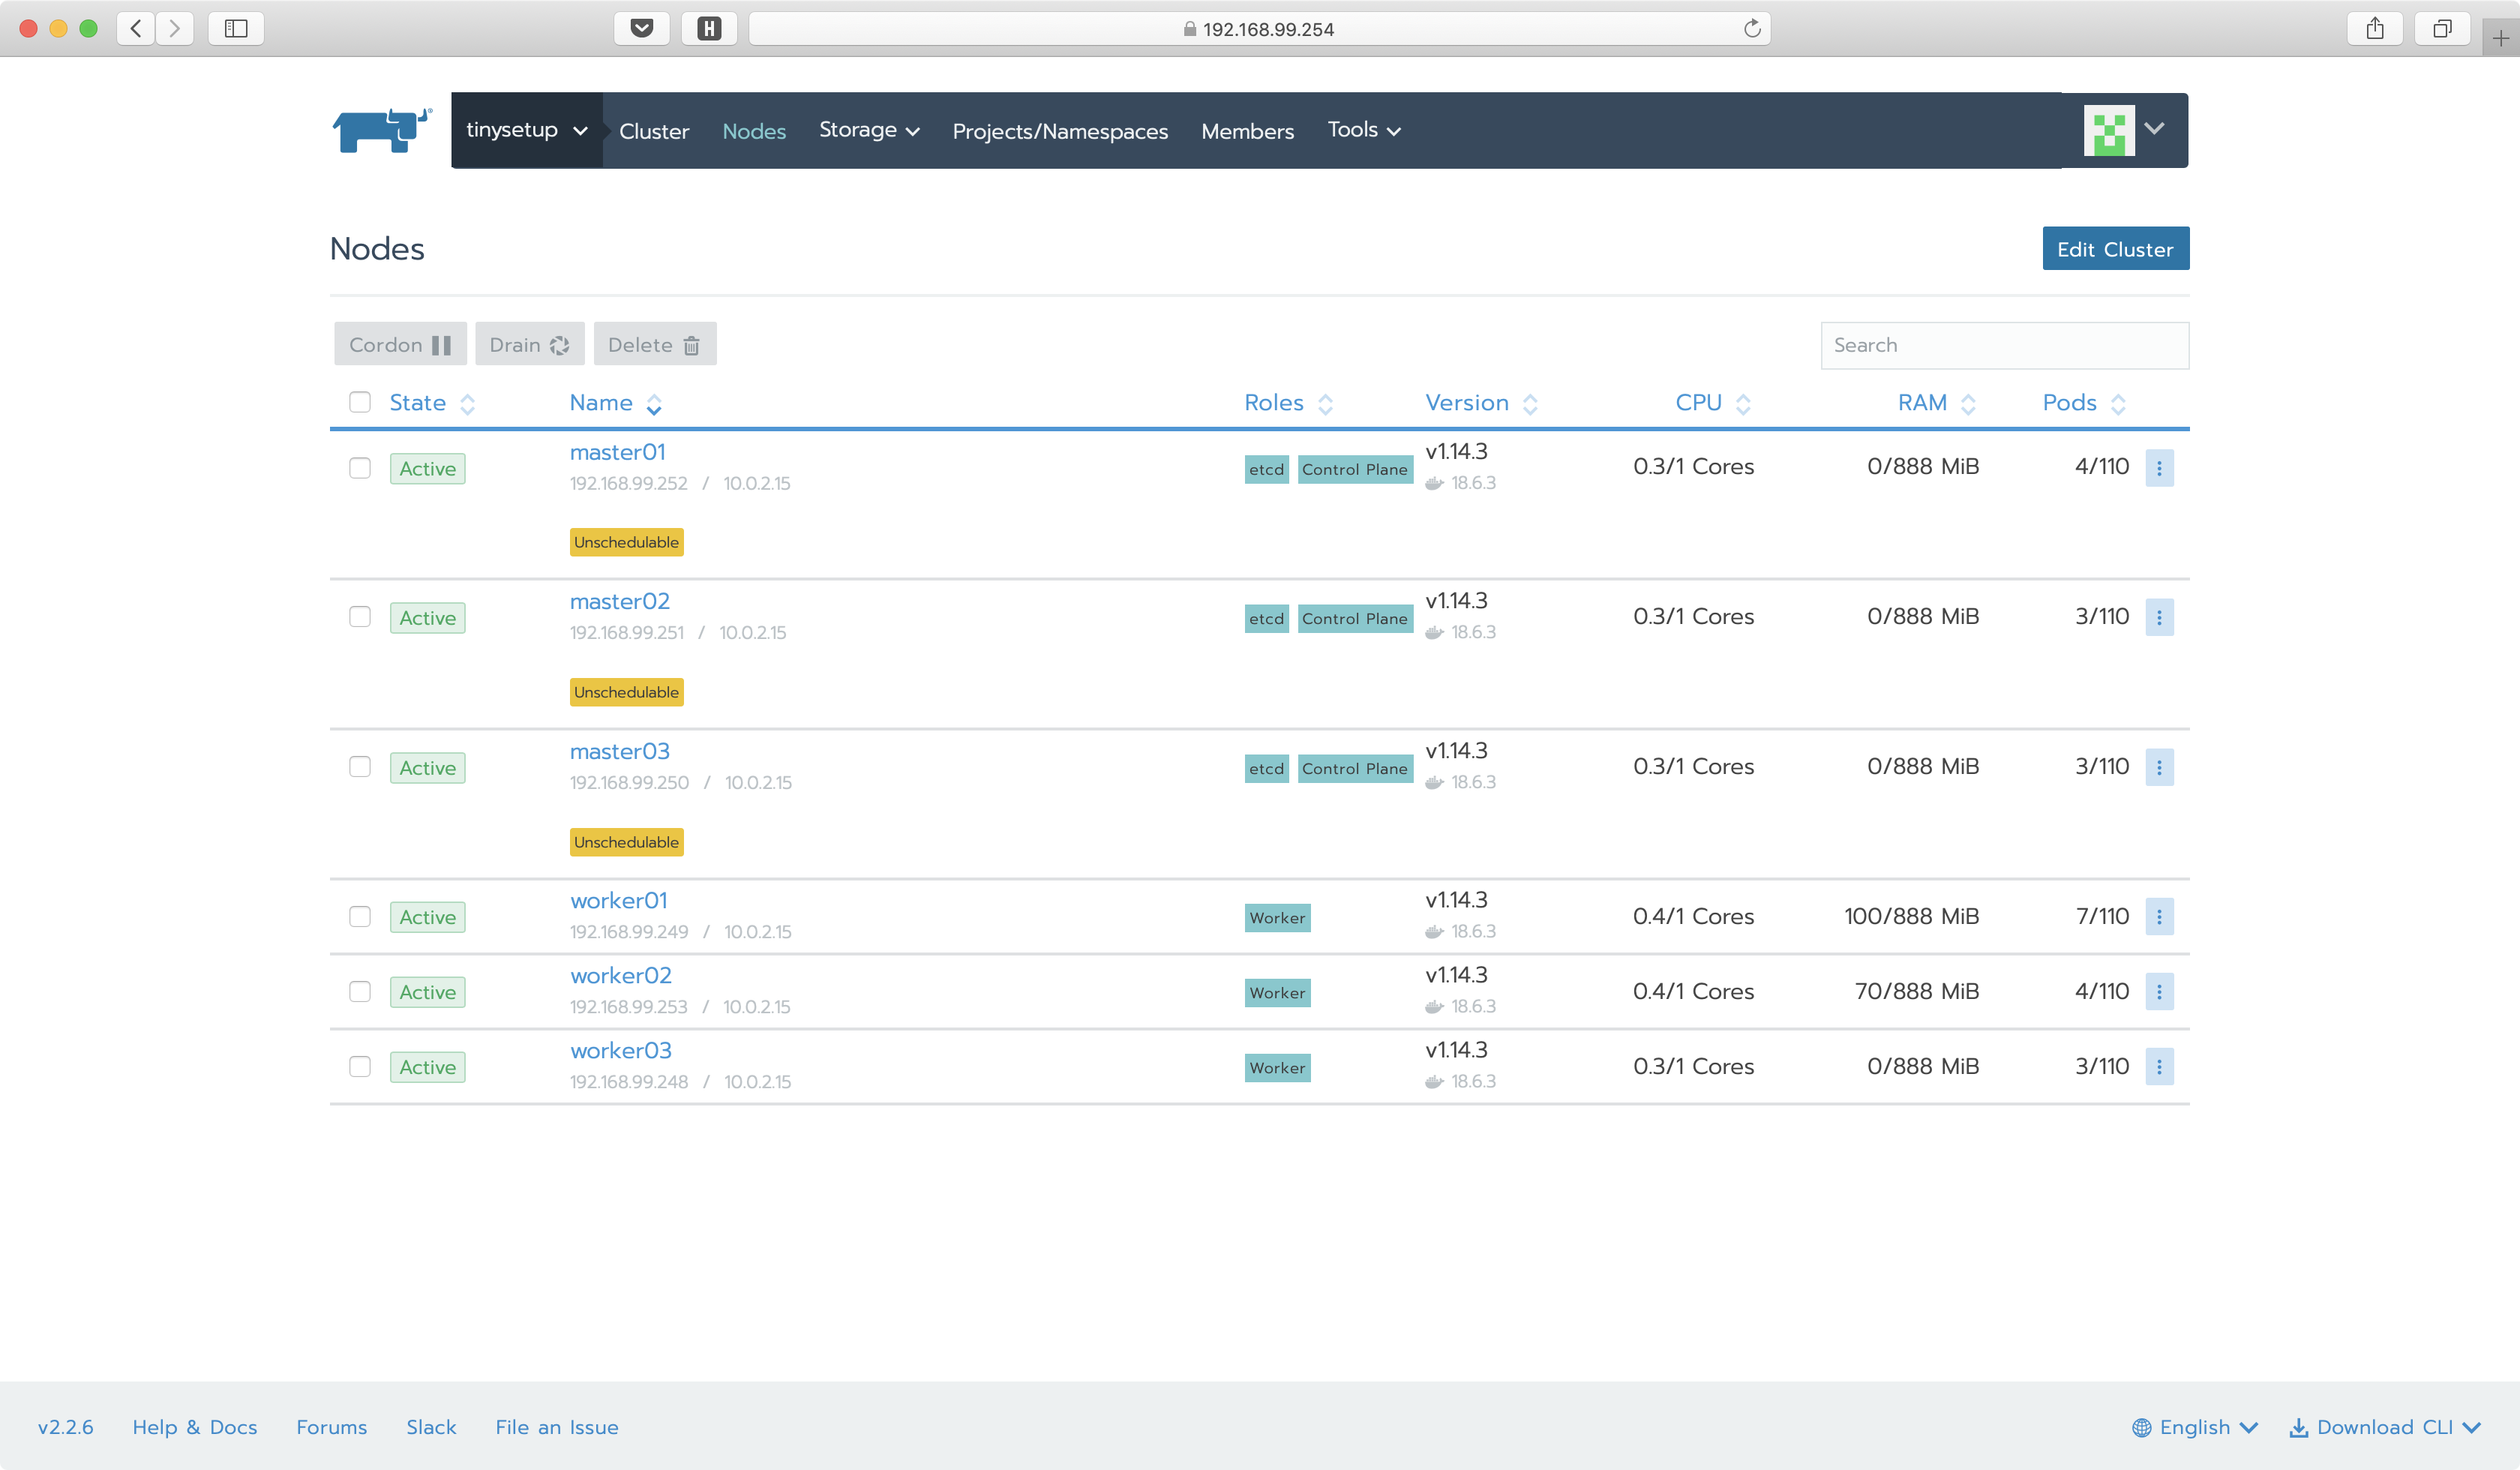 192.168.99.254
tinysetup Cluster Nodes Storage Projects/Namespaces Members Tools
Nodes
Edit Cluster
Cordon Drain Delete
Search
State Name Roles Version CPU RAM Pods
Active master01 etcd Control Plane v1.14.3 0.3/1 Cores 0/888 MiB 4/110
192.168.99.252 / 10.0.2.15 18.6.3
Unschedulable
Active master02 etcd Control Plane v1.14.3 0.3/1 Cores 0/888 MiB 3/110
192.168.99.251 / 10.0.2.15 18.6.3
Unschedulable
Active master03 etcd Control Plane v1.14.3 0.3/1 Cores 0/888 MiB 3/110
192.168.99.250 / 10.0.2.15 18.6.3
Unschedulable
Active worker01 Worker v1.14.3 0.4/1 Cores 100/888 MiB 7/110
192.168.99.249 / 10.0.2.15 18.6.3
Active worker02 Worker v1.14.3 0.4/1 Cores 70/888 MiB 4/110
192.168.99.253 / 10.0.2.15 18.6.3
Active worker03 Worker v1.14.3 0.3/1 Cores 0/888 MiB 3/110
192.168.99.248 / 10.0.2.15 18.6.3
v2.2.6 Help & Docs Forums Slack File an Issue English Download CLI